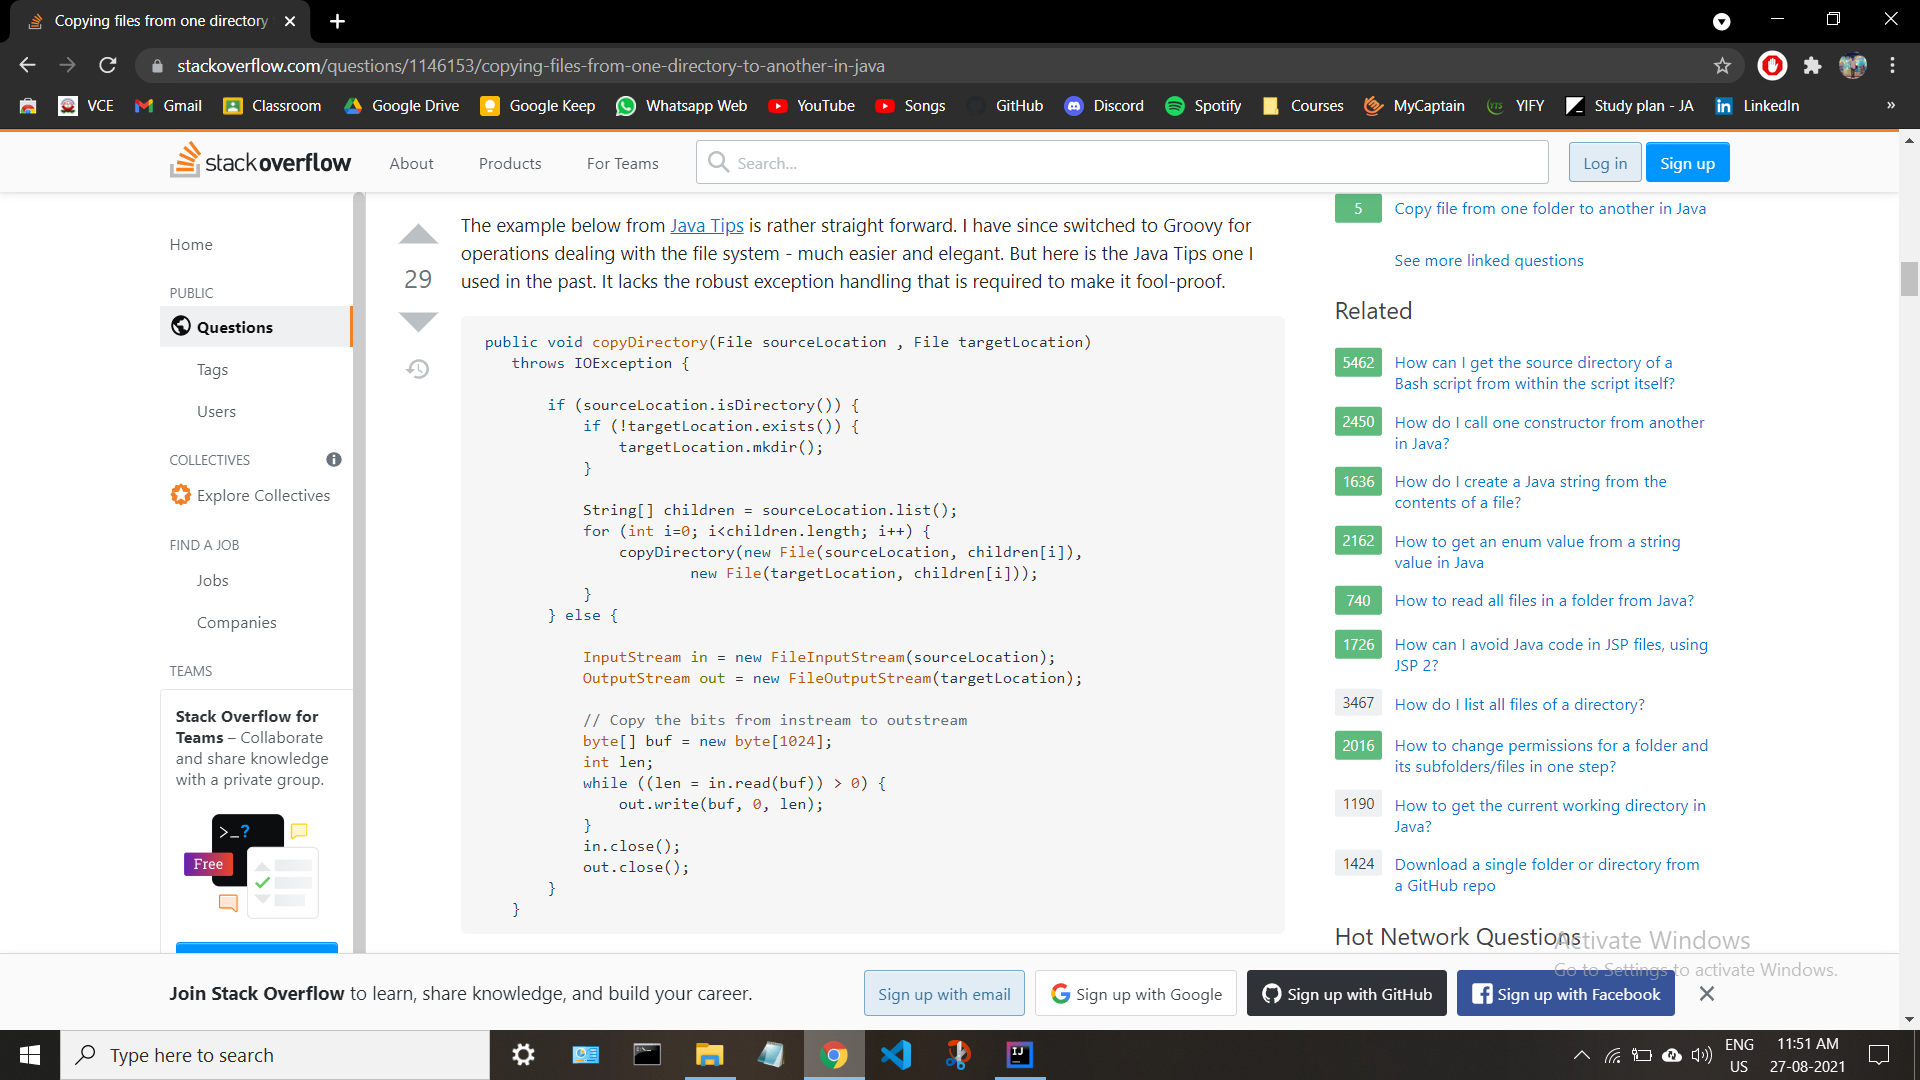 Copying files from one directory
stackoverflow.com/questions/1146153/copying-files-from-one-directory-to-another-in-java
VCE
Gmail
Classroom
Google Drive
Google Keep
Whatsapp Web
YouTube
Songs
GitHub
Discord
Spotify
Courses
MyCaptain
YIFY
Study plan - JA
LinkedIn
»
stackoverflow
About
Products
For Teams
Search...
Log in
Sign up
Home
PUBLIC
Questions
Tags
Users
COLLECTIVES
Explore Collectives
FIND A JOB
Jobs
Companies
TEAMS
Stack Overflow for
Teams – Collaborate
and share knowledge
with a private group.
>_?
Free
29
The example below from Java Tips is rather straight forward. I have since switched to Groovy for
operations dealing with the file system - much easier and elegant. But here is the Java Tips one I
used in the past. It lacks the robust exception handling that is required to make it fool-proof.
public void copyDirectory(File sourceLocation , File targetLocation)
throws IOException {
if (sourceLocation.isDirectory()) {
if (!targetLocation.exists()) {
targetLocation.mkdir();
}
String[] children = sourceLocation.list();
for (int i=0; i<children.length; i++) {
copyDirectory(new File(sourceLocation, children[i]),
new File(targetLocation, children[i]));
}
} else {
InputStream in = new FileInputStream(sourceLocation);
OutputStream out = new FileOutputStream(targetLocation);
// Copy the bits from instream to outstream
byte[] buf = new byte[1024];
int len;
while ((len = in.read(buf)) > 0) {
out.write(buf, 0, len);
}
in.close();
out.close();
}
}
5 Copy file from one folder to another in Java
See more linked questions
Related
5462 How can I get the source directory of a
Bash script from within the script itself?
2450 How do I call one constructor from another
in Java?
1636 How do I create a Java string from the
contents of a file?
2162 How to get an enum value from a string
value in Java
740 How to read all files in a folder from Java?
1726 How can I avoid Java code in JSP files, using
JSP 2?
3467 How do I list all files of a directory?
2016 How to change permissions for a folder and
its subfolders/files in one step?
1190 How to get the current working directory in
Java?
1424 Download a single folder or directory from
a GitHub repo
Hot Network Questions
Activate Windows
Go to Settings to activate Windows.
Join Stack Overflow to learn, share knowledge, and build your career.
Sign up with email
Sign up with Google
Sign up with GitHub
Sign up with Facebook
Type here to search
IJ
ENG
US
11:51 AM
27-08-2021